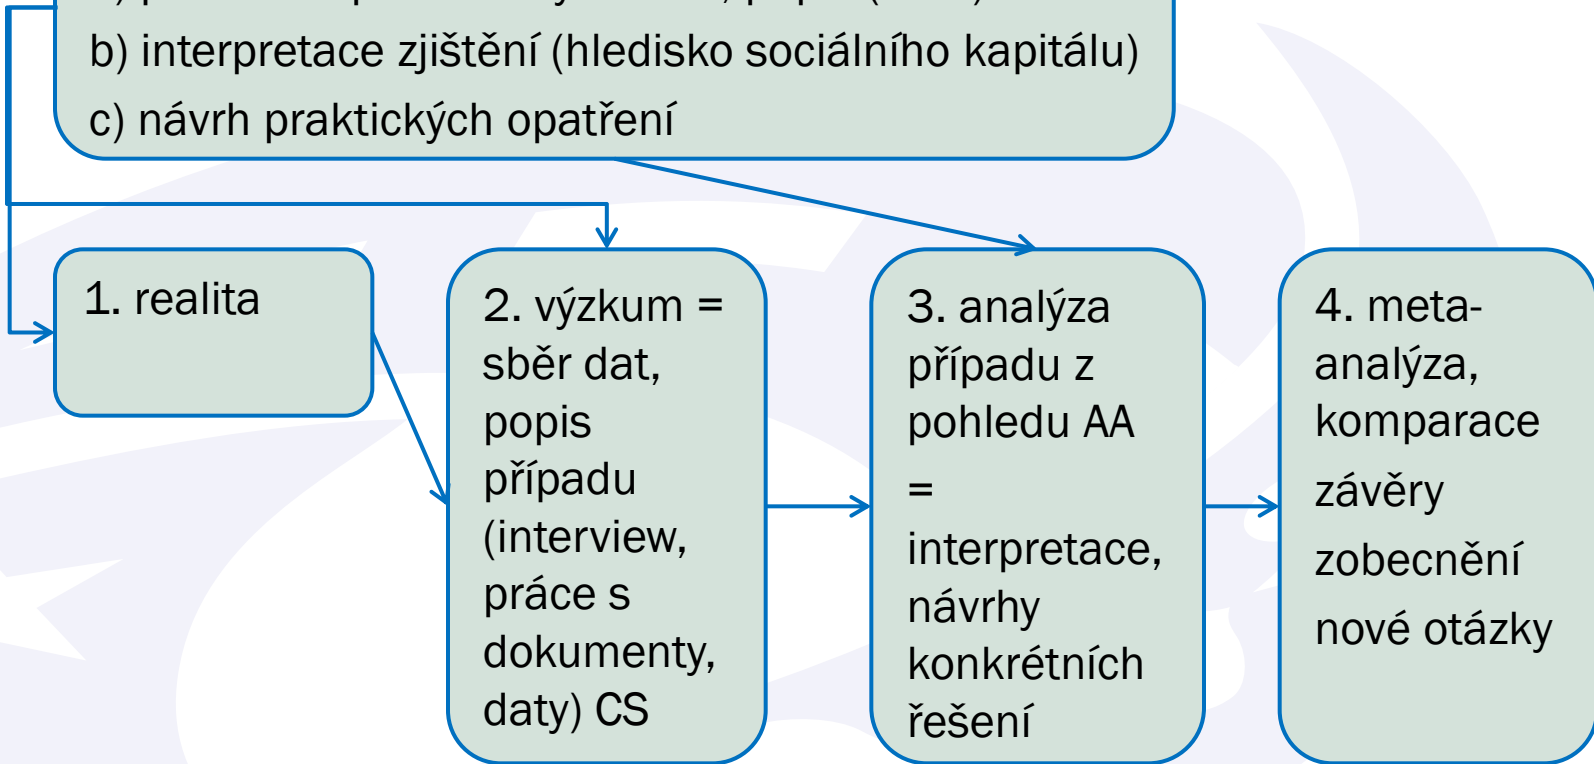 b) interpretace zjištění (hledisko sociálního kapitálu)
c) návrh praktických opatření
1. realita
2. výzkum =
sběr dat,
popis
případu
(interview,
práce s
dokumenty,
daty) CS
3. analýza
případu z
pohledu AA
=
interpretace,
návrhy
konkrétních
řešení
4. meta-
analýza,
komparace
závěry
zobecnění
nové otázky